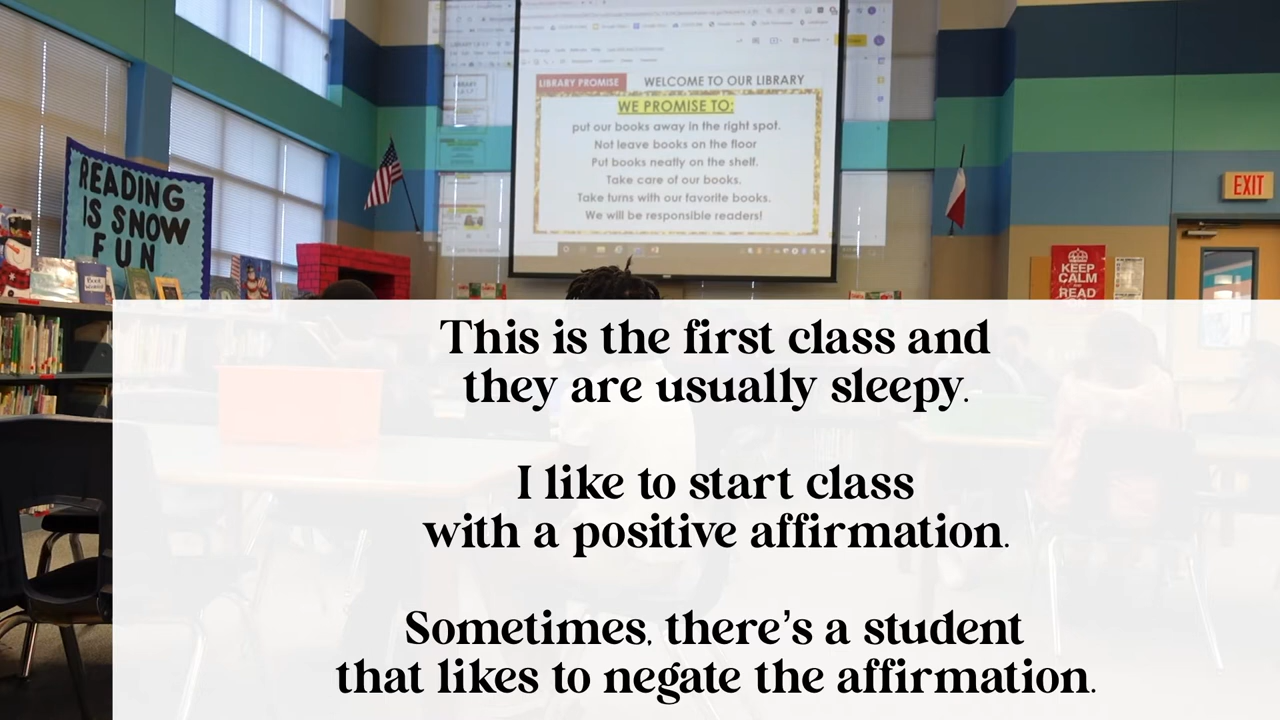 LIBRARY PROMISE
WELCOME TO OUR LIBRARY
WE PROMISE TO:
put our books away in the right spot.
Not leave books on the floor
Put books neatly on the shelf.
Take care of our books.
Take turns with our favorite books.
We will be responsible readers!
READING
IS SNOW
FUN
EXIT
KEEP
CALM
READ
This is the first class and
they are usually sleepy.
I like to start class
with a positive affirmation.
Sometimes, there's a student
that likes to negate the affirmation.